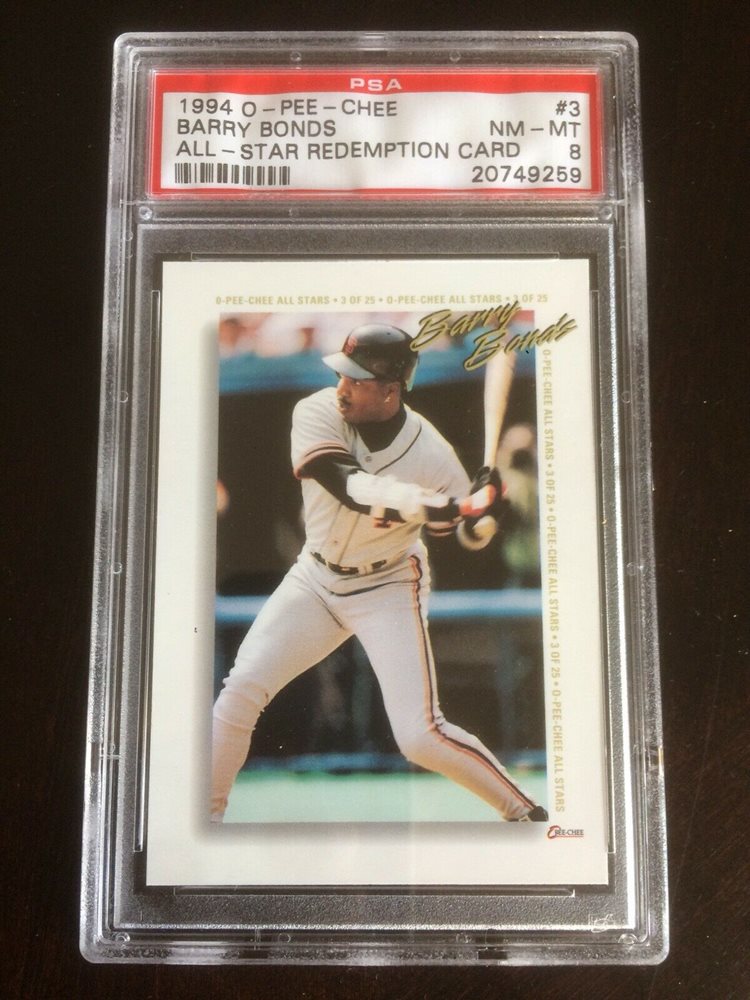 PSA
1994 O-PEE-CHEE #3
BARRY BONDS NM-MT
ALL-STAR REDEMPTION CARD 8
20749259
O-PEE-CHEE ALL STARS • 3 OF 25 • O-PEE-CHEE ALL STARS • 3 OF 25
Barry
Bonds
O-PEE-CHEE ALL STARS • 3 OF 25 • O-PEE-CHEE ALL STARS • 3 OF 25 • O-PEE-CHEE ALL STARS
O-PEE-CHEE